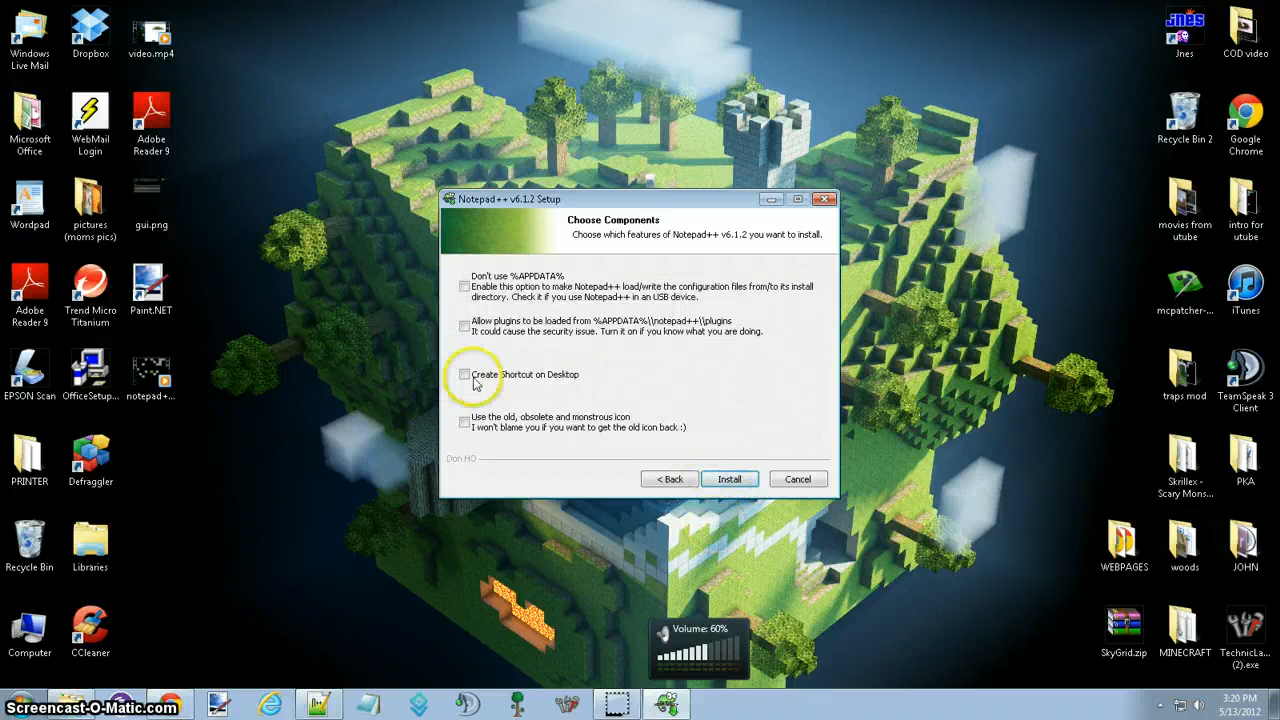 Windows
Live Mail
Dropbox
video.mp4
Microsoft
Office
WebMail
Login
Adobe
Reader 9
Wordpad
pictures
(moms pics)
gui.png
Adobe
Reader 9
Trend Micro
Titanium
Paint.NET
EPSON Scan
OfficeSetup...
notepad+...
PRINTER
Defraggler
Recycle Bin
Libraries
Computer
CCleaner
Notepad++ v6.1.2 Setup
Choose Components
Choose which features of Notepad++ v6.1.2 you want to install.
Don't use %APPDATA%
Enable this option to make Notepad++ load/write the configuration files from/to its install
directory. Check it if you use Notepad++ in an USB device.
Allow plugins to be loaded from %APPDATA%\\notepad++\\plugins
It could cause the security issue. Turn it on if you know what you are doing.
Create Shortcut on Desktop
Use the old, obsolete and monstrous icon
I won't blame you if you want to get the old icon back :)
Don HO
< Back
Install
Cancel
Volume: 60%
jnes
Jnes
COD video
Recycle Bin 2
Google
Chrome
movies from
utube
intro for
utube
mcpatcher-...
iTunes
traps mod
TeamSpeak 3
Client
Skrillex -
Scary Mons...
PKA
WEBPAGES
woods
JOHN
SkyGrid.zip
MINECRAFT
TechnicLa...
(2).exe
3:20 PM
5/13/2012
Screencast-O-Matic.com